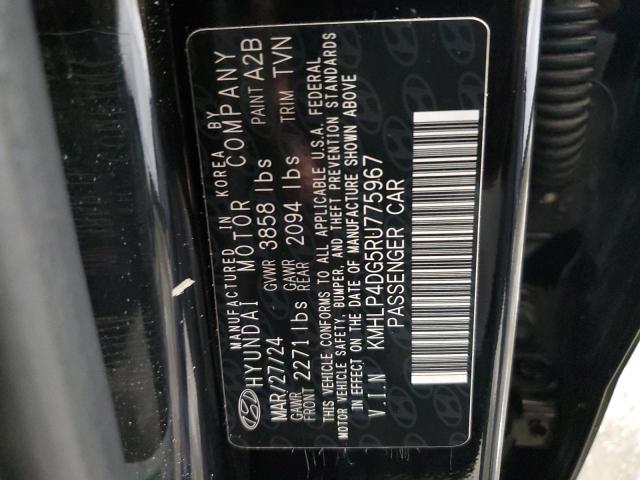 MANUFACTURED IN KOREA BY
HYUNDAI MOTOR COMPANY
MAR/27/24 GVWR 3858 lbs PAINT A2B
GAWR FRONT 2271 lbs GAWR REAR 2094 lbs TRIM TVN
THIS VEHICLE CONFORMS TO ALL APPLICABLE U.S.A. FEDERAL
MOTOR VEHICLE SAFETY, BUMPER, AND THEFT PREVENTION STANDARDS
IN EFFECT ON THE DATE OF MANUFACTURE SHOWN ABOVE
V.I.N KMHLP4DG5RU775967
PASSENGER CAR